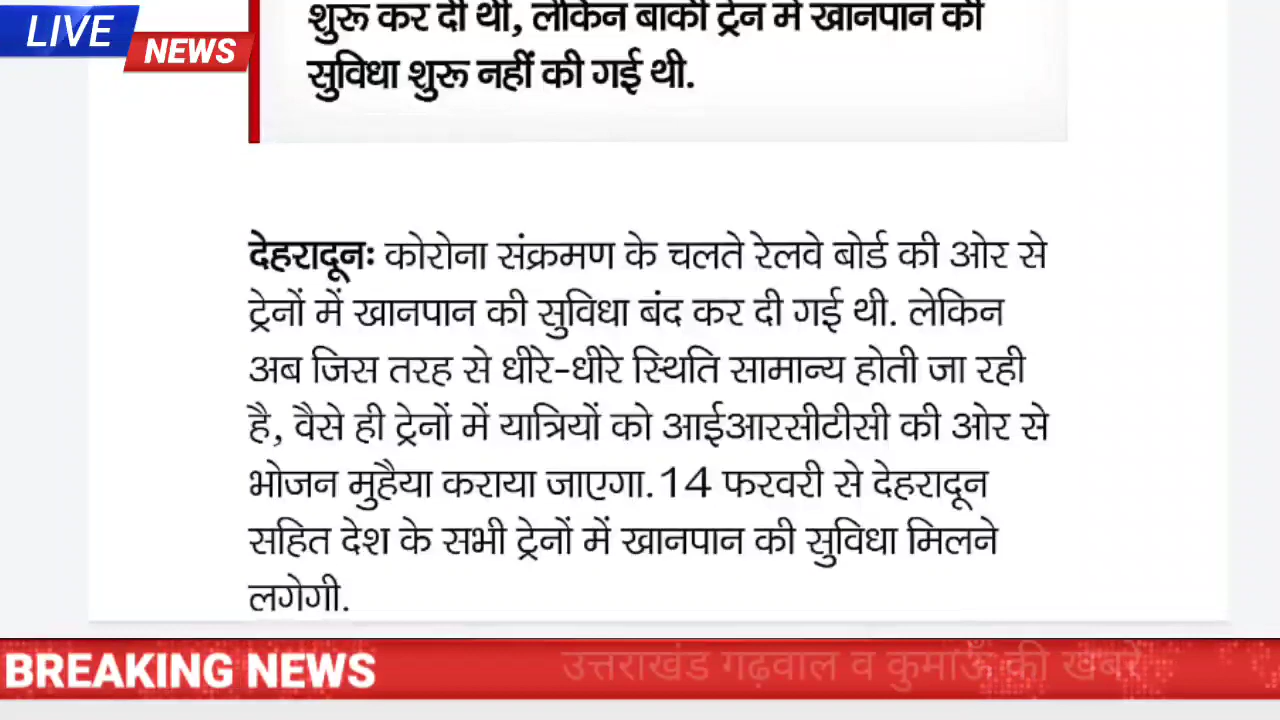 LIVE
NEWS
शुरू कर दी थी, लेकिन बाकी ट्रेन में खानपान की
सुविधा शुरू नहीं की गई थी.
देहरादूनः कोरोना संक्रमण के चलते रेलवे बोर्ड की ओर से
ट्रेनों में खानपान की सुविधा बंद कर दी गई थी. लेकिन
अब जिस तरह से धीरे-धीरे स्थिति सामान्य होती जा रही
है, वैसे ही ट्रेनों में यात्रियों को आईआरसीटीसी की ओर से
भोजन मुहैया कराया जाएगा. 14 फरवरी से देहरादून
सहित देश के सभी ट्रेनों में खानपान की सुविधा मिलने
लगेगी.
BREAKING NEWS
उत्तराखंड गढ़वाल व कुमाऊँ की खबरें